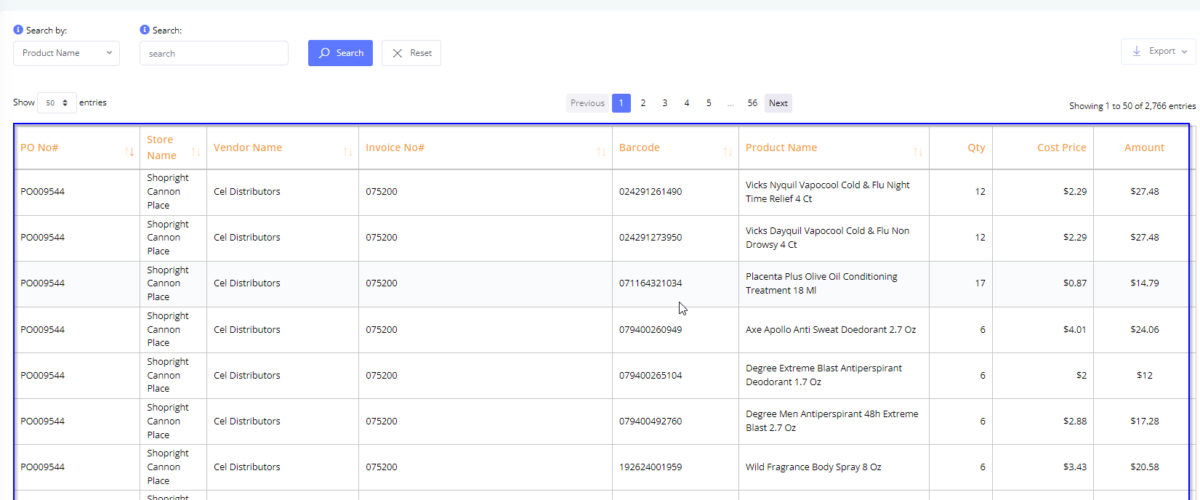 Search by: Search:
Product Name search Search Reset Export
Show 50 entries Previous 1 2 3 4 5 ... 56 Next Showing 1 to 50 of 2,766 entries
PO No# Store Name Vendor Name Invoice No# Barcode Product Name Qty Cost Price Amount
PO009544 Shopright Cannon Place Cel Distributors 075200 024291261490 Vicks Nyquil Vapocool Cold & Flu Night Time Relief 4 Ct 12 $2.29 $27.48
PO009544 Shopright Cannon Place Cel Distributors 075200 024291273950 Vicks Dayquil Vapocool Cold & Flu Non Drowsy 4 Ct 12 $2.29 $27.48
PO009544 Shopright Cannon Place Cel Distributors 075200 071164321034 Placenta Plus Olive Oil Conditioning Treatment 18 Ml 17 $0.87 $14.79
PO009544 Shopright Cannon Place Cel Distributors 075200 079400260949 Axe Apollo Anti Sweat Doedorant 2.7 Oz 6 $4.01 $24.06
PO009544 Shopright Cannon Place Cel Distributors 075200 079400265104 Degree Extreme Blast Antiperspirant Deodorant 1.7 Oz 6 $2 $12
PO009544 Shopright Cannon Place Cel Distributors 075200 079400492760 Degree Men Antiperspirant 48h Extreme Blast 2.7 Oz 6 $2.88 $17.28
PO009544 Shopright Cannon Place Cel Distributors 075200 192624001959 Wild Fragrance Body Spray 8 Oz 6 $3.43 $20.58
Shopright